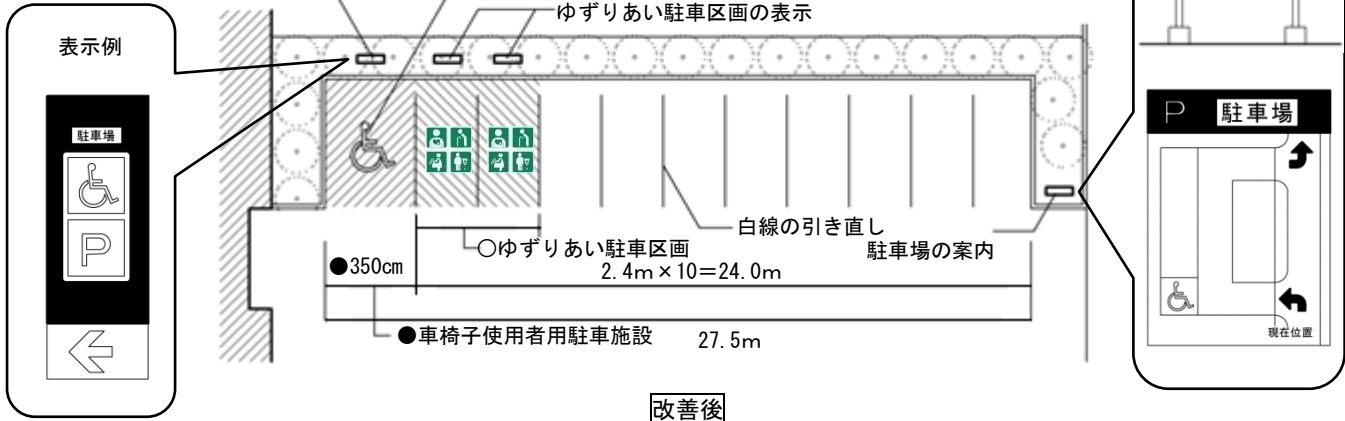 ゆずりあい駐車区画の表示
表示例
駐車場
P
P 駐車場
現在位置
白線の引き直し
駐車場の案内
○ゆずりあい駐車区画
●350cm
2.4m×10=24.0m
●車椅子使用者用駐車施設
27.5m
改善後